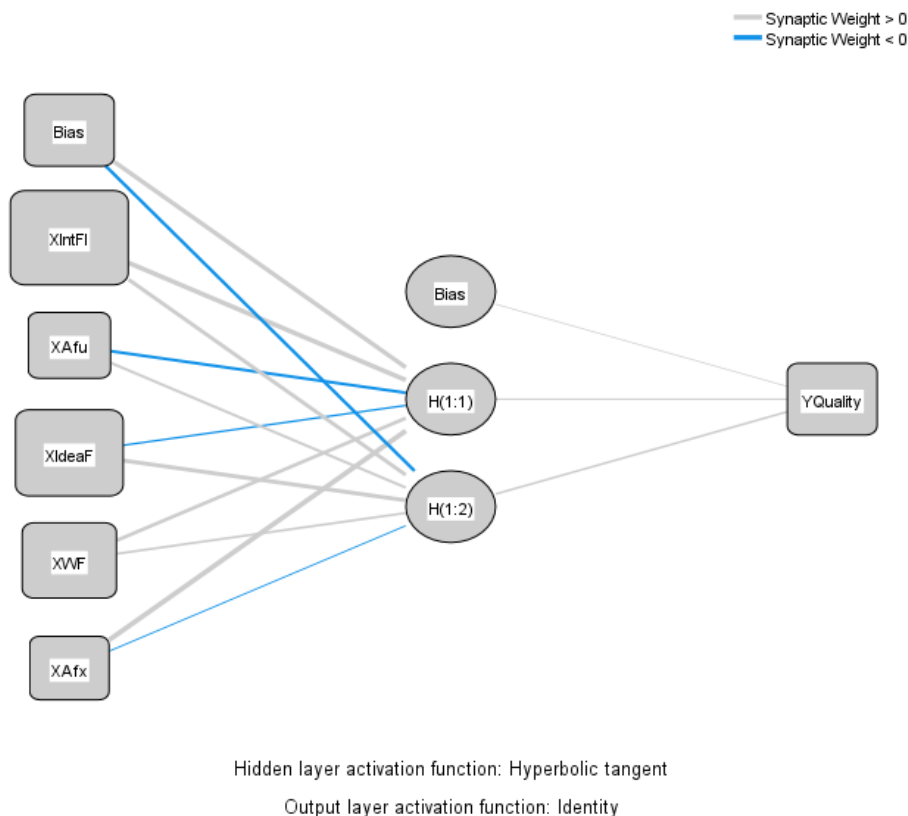 Synaptic Weight > 0
Synaptic Weight < 0
Bias
XIntFl
XAfu
XIdeaF
XWF
XAfx
Bias
H(1:1)
H(1:2)
YQuality
Hidden layer activation function: Hyperbolic tangent
Output layer activation function: Identity